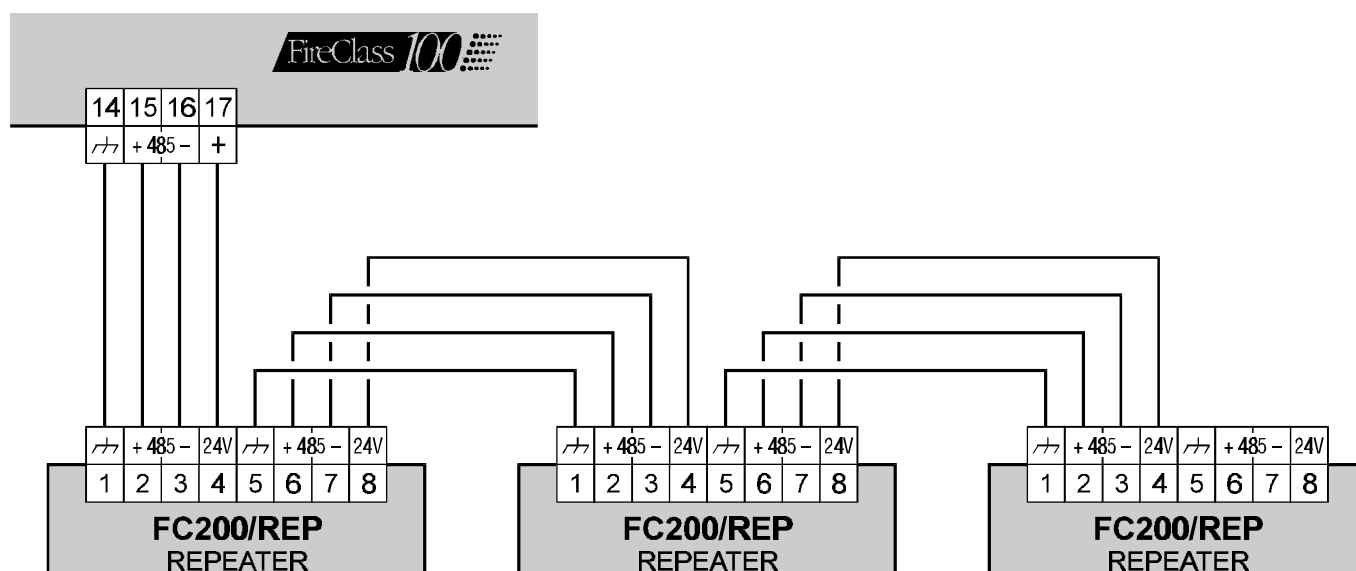 FireClass 100
14 15 16 17
+ 485 – +
+ 485 – 24V + 485 – 24V
1 2 3 4 5 6 7 8
FC200/REP
REPEATER
+ 485 – 24V + 485 – 24V
1 2 3 4 5 6 7 8
FC200/REP
REPEATER
+ 485 – 24V + 485 – 24V
1 2 3 4 5 6 7 8
FC200/REP
REPEATER